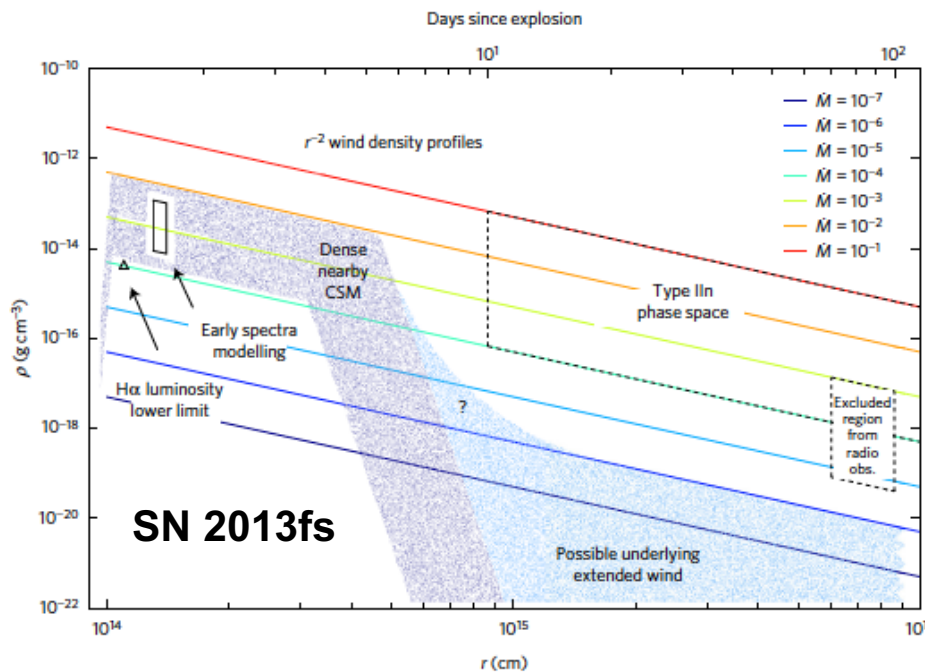 Days since explosion
10¹
10²
10⁻¹⁰
10⁻¹²
10⁻¹⁴
10⁻¹⁶
10⁻¹⁸
10⁻²⁰
10⁻²²
ρ (g cm⁻³)
r⁻² wind density profiles
Ṁ = 10⁻⁷
Ṁ = 10⁻⁶
Ṁ = 10⁻⁵
Ṁ = 10⁻⁴
Ṁ = 10⁻³
Ṁ = 10⁻²
Ṁ = 10⁻¹
Dense
nearby
CSM
Type IIn
phase space
Early spectra
modelling
Hα luminosity
lower limit
?
Excluded
region
from
radio
obs.
SN 2013fs
Possible underlying
extended wind
10¹⁴
10¹⁵
r (cm)